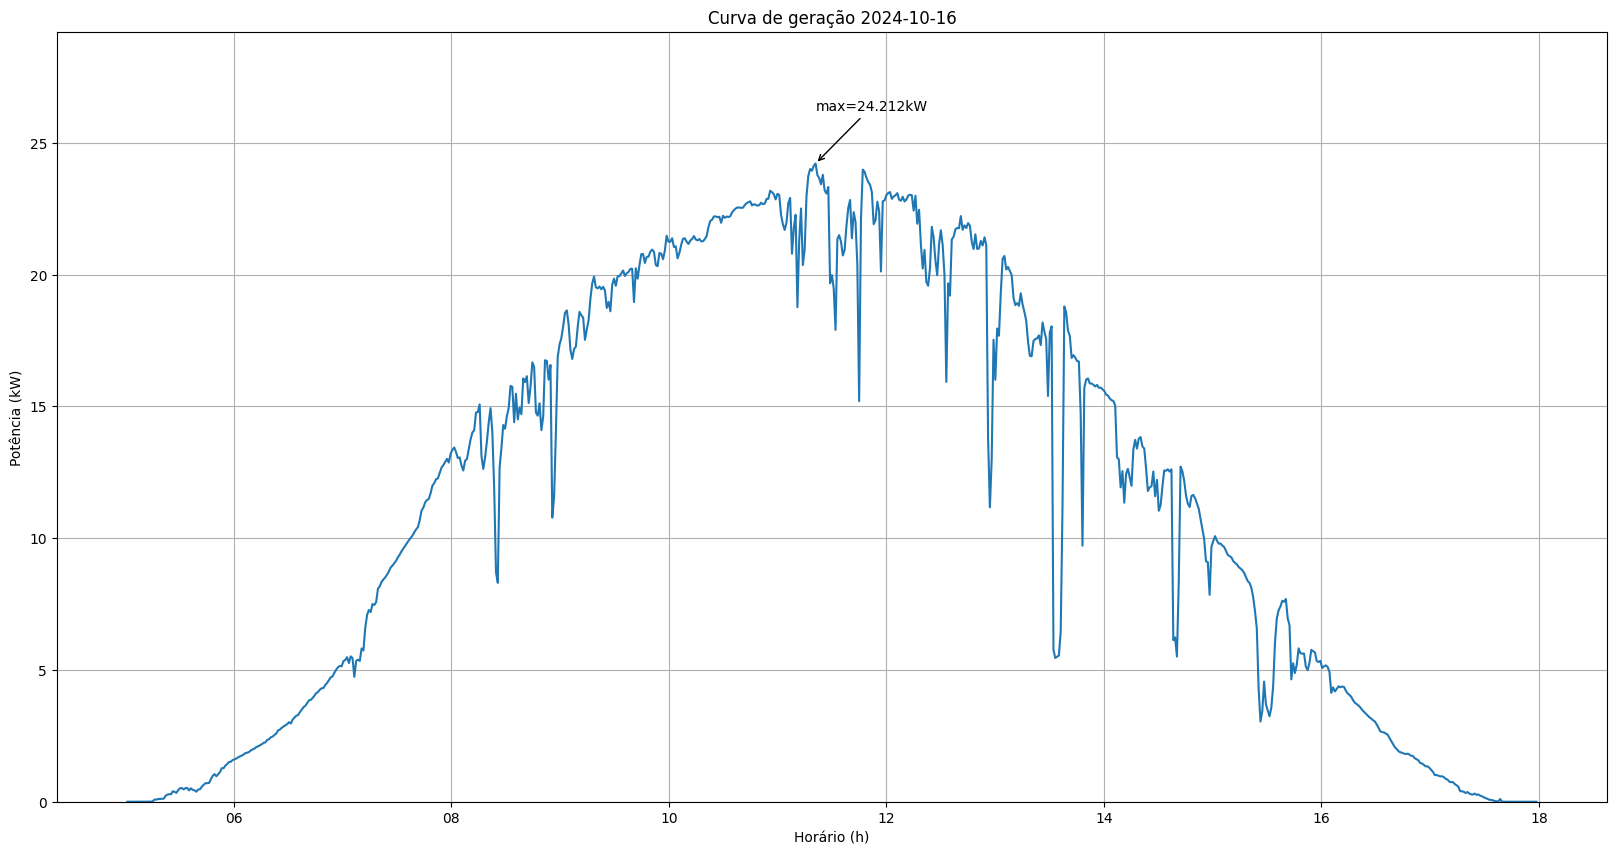 Curva de geração 2024-10-16
max=24.212kW
25
20
15
10
5
0
Potência (kW)
06 08 10 12 14 16 18
Horário (h)